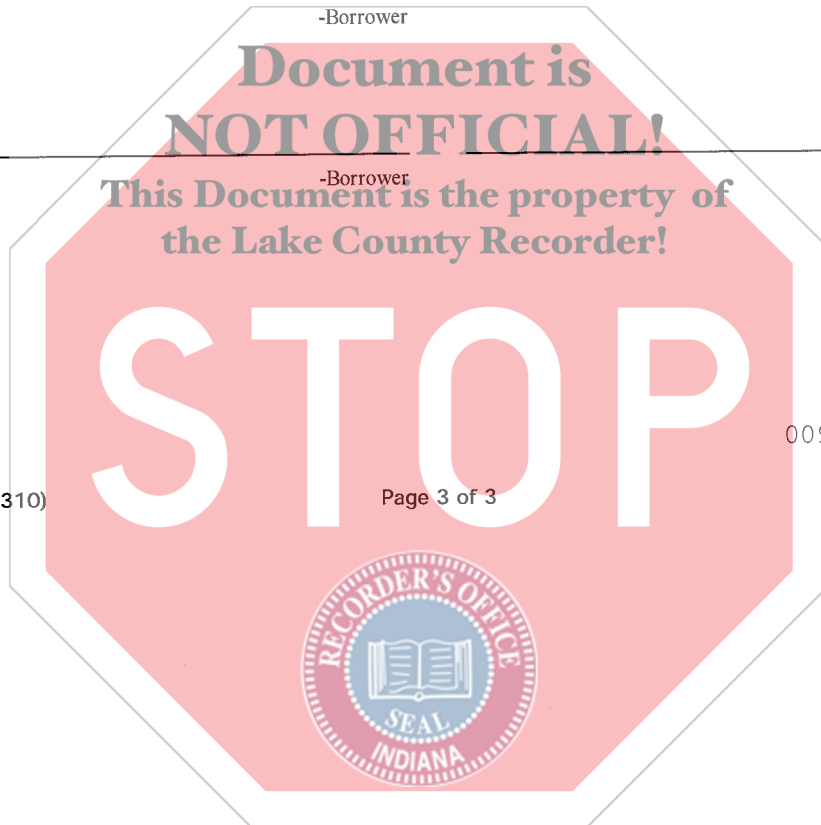 -Borrower
Document is
NOT OFFICIAL!
-Borrower
This Document is the property of
the Lake County Recorder!
STOP
009
310)
Page 3 of 3
RECORDER'S OFFICE
SEAL
INDIANA